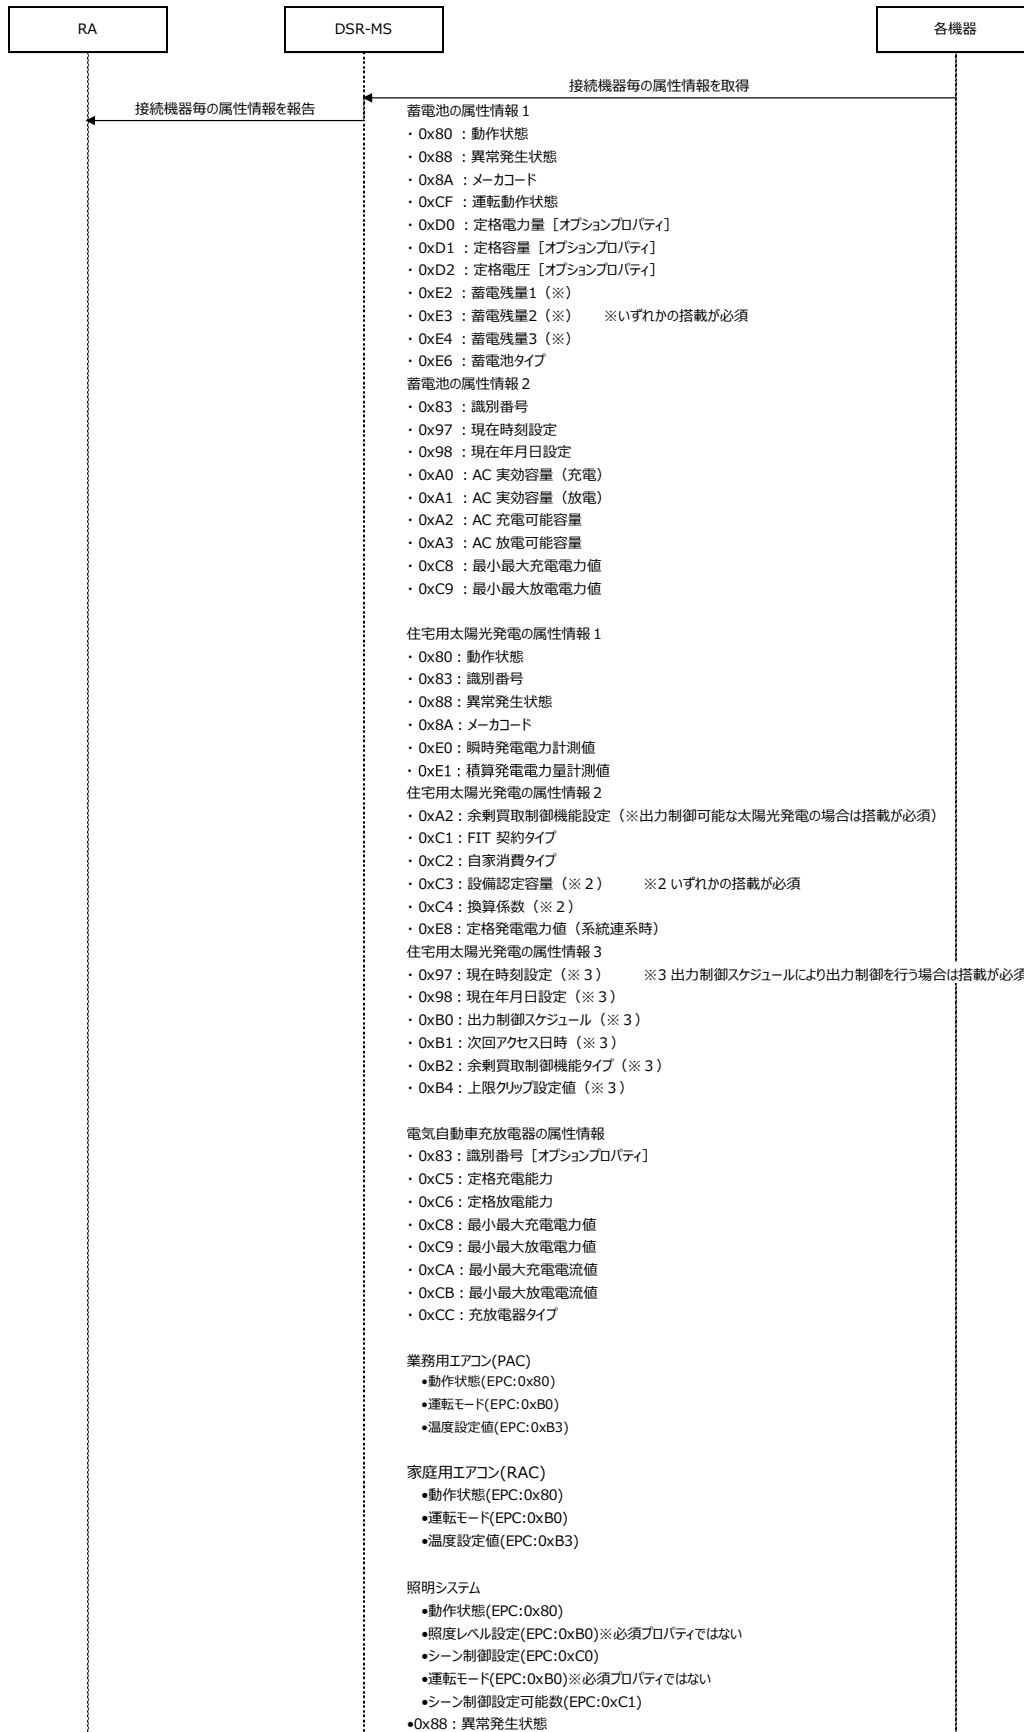 RA
DSR-MS
各機器
接続機器毎の属性情報を取得
接続機器毎の属性情報を報告
蓄電池の属性情報１
・0x80 ：動作状態
・0x88 ：異常発生状態
・0x8A ：メーカコード
・0xCF ：運転動作状態
・0xD0 ：定格電力量［オプションプロパティ］
・0xD1 ：定格容量［オプションプロパティ］
・0xD2 ：定格電圧［オプションプロパティ］
・0xE2 ：蓄電残量1（※）
・0xE3 ：蓄電残量2（※）　　※いずれかの搭載が必須
・0xE4 ：蓄電残量3（※）
・0xE6 ：蓄電池タイプ
蓄電池の属性情報２
・0x83 ：識別番号
・0x97 ：現在時刻設定
・0x98 ：現在年月日設定
・0xA0 ：AC 実効容量（充電）
・0xA1 ：AC 実効容量（放電）
・0xA2 ：AC 充電可能容量
・0xA3 ：AC 放電可能容量
・0xC8 ：最小最大充電電力値
・0xC9 ：最小最大放電電力値
住宅用太陽光発電の属性情報１
・0x80：動作状態
・0x83：識別番号
・0x88：異常発生状態
・0x8A：メーカコード
・0xE0：瞬時発電電力計測値
・0xE1：積算発電電力量計測値
住宅用太陽光発電の属性情報２
・0xA2：余剰買取制御機能設定（※出力制御可能な太陽光発電の場合は搭載が必須）
・0xC1：FIT 契約タイプ
・0xC2：自家消費タイプ
・0xC3：設備認定容量（※２）　　※2 いずれかの搭載が必須
・0xC4：換算係数（※２）
・0xE8：定格発電電力値（系統連系時）
住宅用太陽光発電の属性情報３
・0x97：現在時刻設定（※３）　　※3 出力制御スケジュールにより出力制御を行う場合は搭載が必須
・0x98：現在年月日設定（※３）
・0xB0：出力制御スケジュール（※３）
・0xB1：次回アクセス日時（※３）
・0xB2：余剰買取制御機能タイプ（※３）
・0xB4：上限クリップ設定値（※３）
電気自動車充放電器の属性情報
・0x83：識別番号［オプションプロパティ］
・0xC5：定格充電能力
・0xC6：定格放電能力
・0xC8：最小最大充電電力値
・0xC9：最小最大放電電力値
・0xCA：最小最大充電電流値
・0xCB：最小最大放電電流値
・0xCC：充放電器タイプ
業務用エアコン(PAC)
•動作状態(EPC:0x80)
•運転モード(EPC:0xB0)
•温度設定値(EPC:0xB3)
家庭用エアコン(RAC)
•動作状態(EPC:0x80)
•運転モード(EPC:0xB0)
•温度設定値(EPC:0xB3)
照明システム
•動作状態(EPC:0x80)
•照度レベル設定(EPC:0xB0)※必須プロパティではない
•シーン制御設定(EPC:0xC0)
•運転モード(EPC:0xB0)※必須プロパティではない
•シーン制御設定可能数(EPC:0xC1)
•0x88：異常発生状態